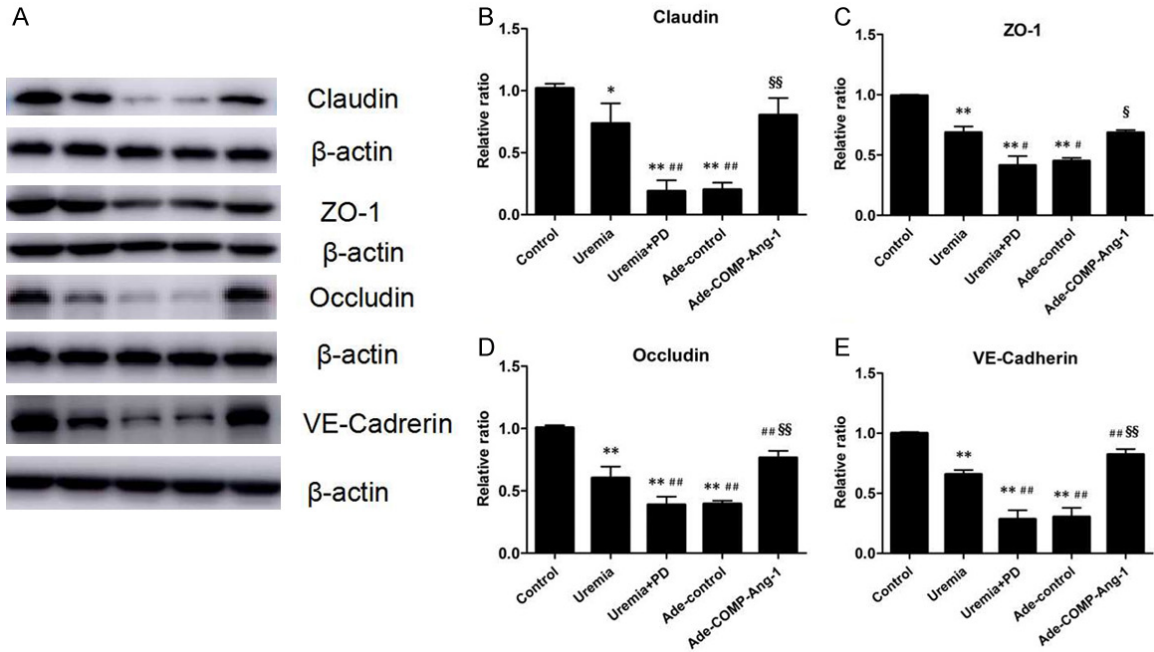 A
Claudin
β-actin
ZO-1
β-actin
Occludin
β-actin
VE-Cadrerin
β-actin
B
Claudin
Relative ratio
1.5
1.0
0.5
0.0
*
** ##
** ##
§§
Control
Uremia
Uremia+PD
Ade-control
Ade-COMP-Ang-1
C
ZO-1
Relative ratio
1.5
1.0
0.5
0.0
**
** #
** #
§
Control
Uremia
Uremia+PD
Ade-control
Ade-COMP-Ang-1
D
Occludin
Relative ratio
1.5
1.0
0.5
0.0
**
** ##
** ##
## §§
Control
Uremia
Uremia+PD
Ade-control
Ade-COMP-Ang-1
E
VE-Cadherin
Relative ratio
1.5
1.0
0.5
0.0
**
** ##
** ##
## §§
Control
Uremia
Uremia+PD
Ade-control
Ade-COMP-Ang-1